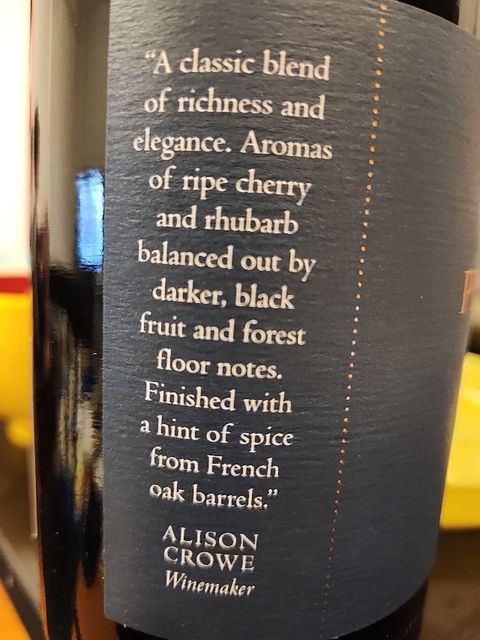 “A classic blend
of richness and
elegance. Aromas
of ripe cherry
and rhubarb
balanced out by
darker, black
fruit and forest
floor notes.
Finished with
a hint of spice
from French
oak barrels.”
ALISON
CROWE
Winemaker